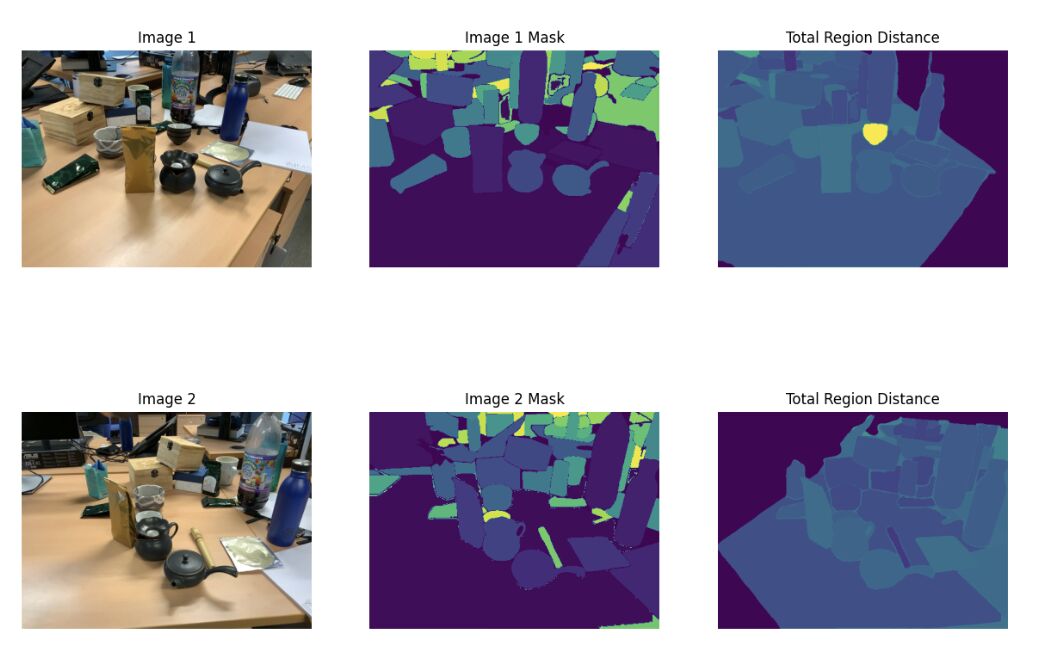 Image 1
Image 1 Mask
Total Region Distance
Image 2
Image 2 Mask
Total Region Distance